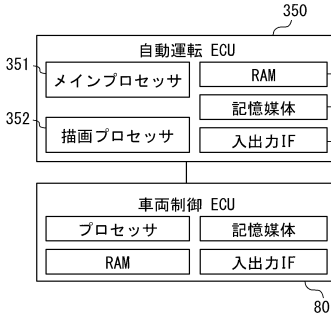 350
自動運転 ECU
351
メインプロセッサ
RAM
記憶媒体
352
描画プロセッサ
入出力IF
車両制御 ECU
プロセッサ
記憶媒体
RAM
入出力IF
80